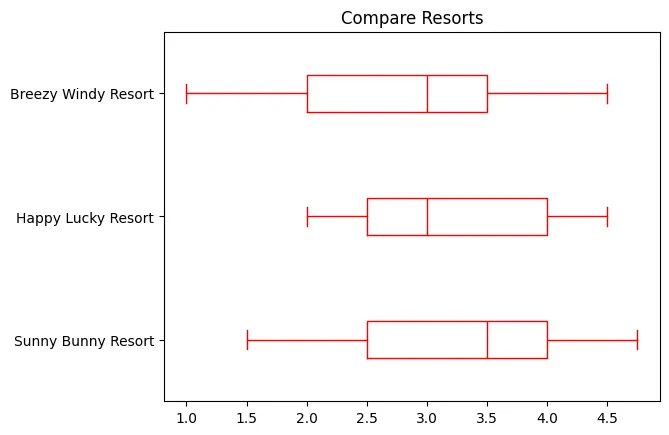 Compare Resorts
Breezy Windy Resort
Happy Lucky Resort
Sunny Bunny Resort
1.0 1.5 2.0 2.5 3.0 3.5 4.0 4.5